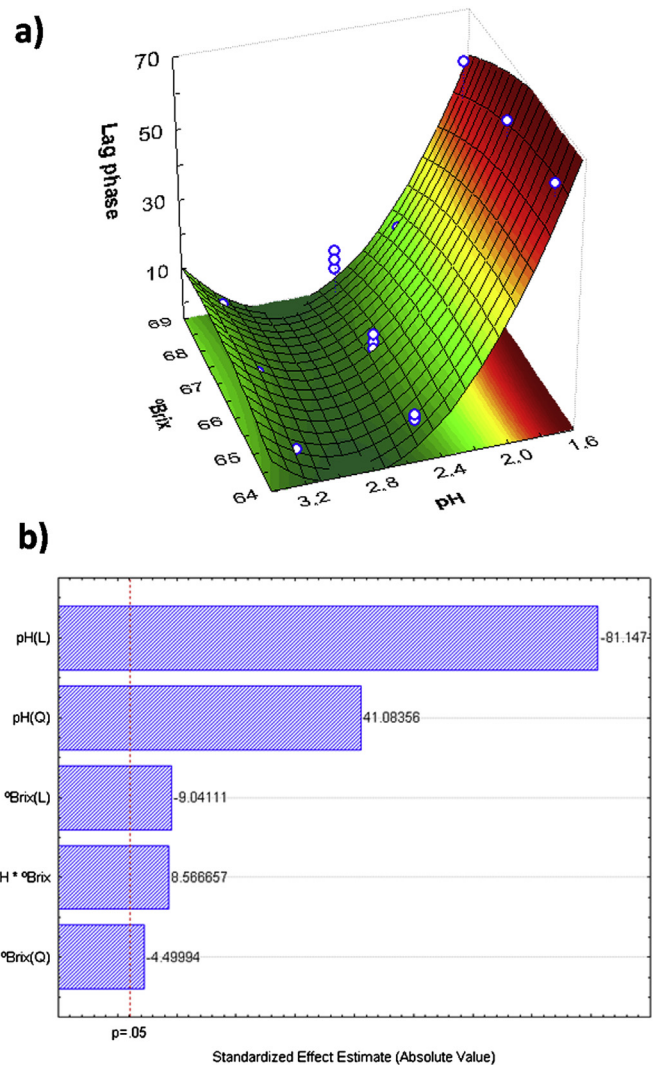 a)
70
50
30
10
Lag phase
69
68
67
66
65
64
ºBrix
3,2
2,8
2,4
2,0
1,6
pH
b)
pH(L)
-81.147
pH(Q)
41.08356
ºBrix(L)
-9.04111
H * ºBrix
8.566657
ºBrix(Q)
-4.49994
p=.05
Standardized Effect Estimate (Absolute Value)